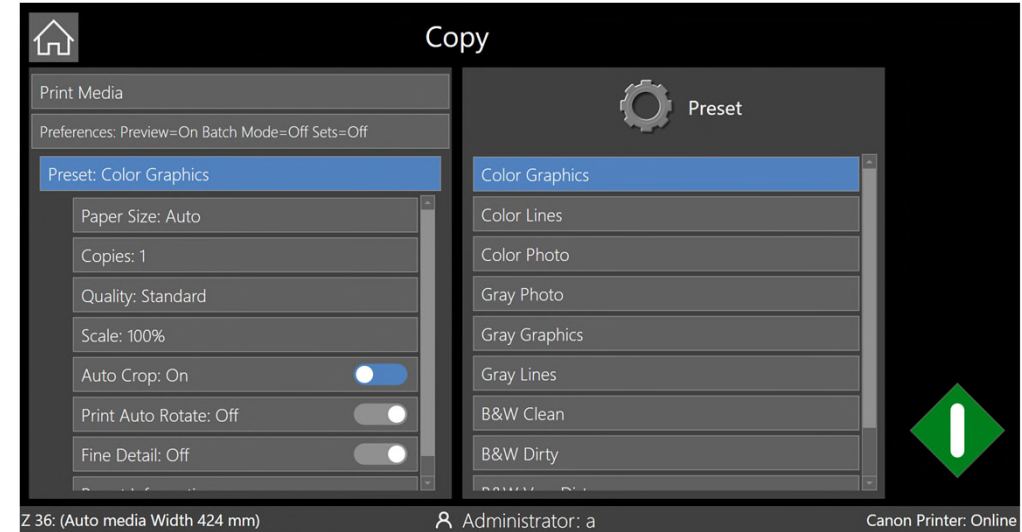 Copy
Print Media
Preferences: Preview=On Batch Mode=Off Sets=Off
Preset: Color Graphics
Paper Size: Auto
Copies: 1
Quality: Standard
Scale: 100%
Auto Crop: On
Print Auto Rotate: Off
Fine Detail: Off
Preset
Color Graphics
Color Lines
Color Photo
Gray Photo
Gray Graphics
Gray Lines
B&W Clean
B&W Dirty
Z 36: (Auto media Width 424 mm)
Administrator: a
Canon Printer: Online